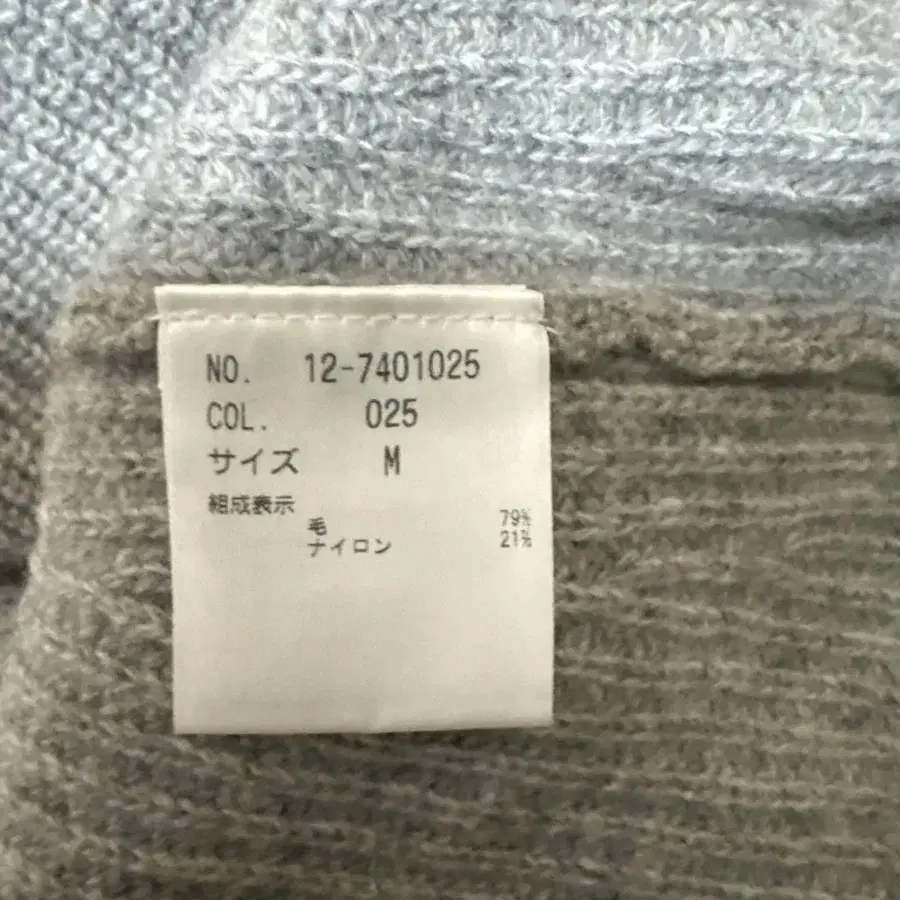 NO. 12-7401025
COL. 025
サイズ M
組成表示
毛 79%
ナイロン 21%